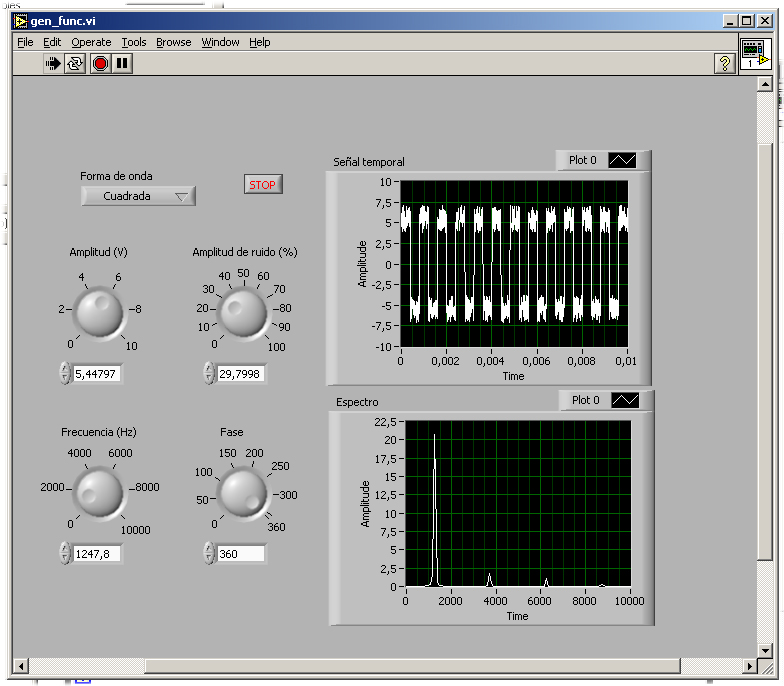 gen_func.vi
File Edit Operate Tools Browse Window Help
1
?
Forma de onda
Cuadrada
STOP
Amplitud (V)
0 2 4 6 8 10
5,44797
Amplitud de ruido (%)
0 10 20 30 40 50 60 70 80 90 100
29,7998
Frecuencia (Hz)
0 2000 4000 6000 8000 10000
1247,8
Fase
0 50 100 150 200 250 300 360
360
Señal temporal
Plot 0
Amplitude
10
7,5
5
2,5
0
-2,5
-5
-7,5
-10
0 0,002 0,004 0,006 0,008 0,01
Time
Espectro
Plot 0
Amplitude
22,5
20
17,5
15
12,5
10
7,5
5
2,5
0
0 2000 4000 6000 8000 10000
Time